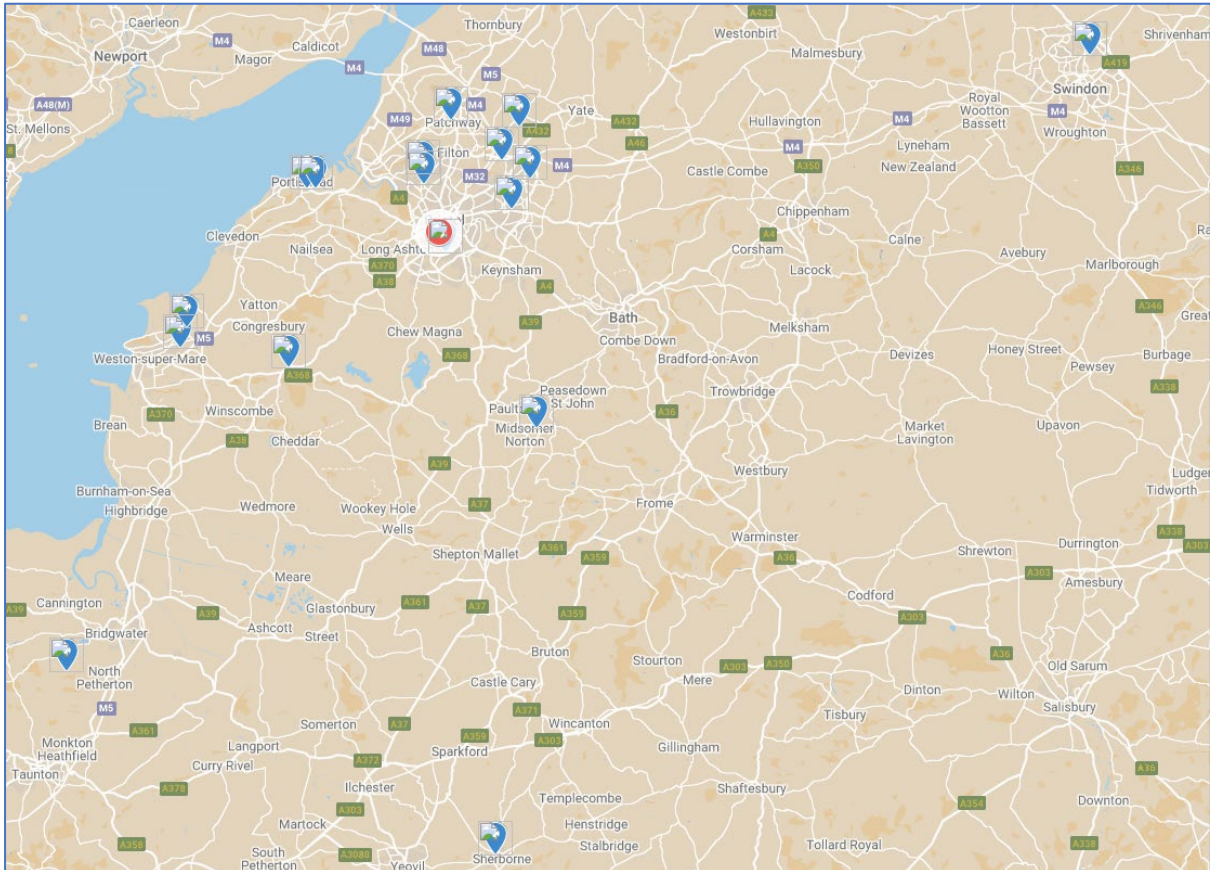 Caerleon
Newport
Magor
Caldicot
Thornbury
Westonbirt
Malmesbury
Shrivenham
Swindon
A48(M)
St. Mellons
M4
M4
M48
M5
M49
Patchway
M4
A432
Yate
A432
A46
A433
Hullavington
Royal
Wootton
Bassett
M4
A419
Wroughton
M4
Lyneham
M4
A350
New Zealand
A346
Filton
M32
M4
Castle Combe
A4
Chippenham
Clevedon
Nailsea
Long Ashton
A370
A38
Keynsham
A4
A4
Corsham
Calne
Lacock
Avebury
Marlborough
A346
Yatton
Congresbury
M5
Weston-super-Mare
Chew Magna
A39
Bath
Combe Down
Bradford-on-Avon
Melksham
Devizes
Honey Street
Pewsey
Burbage
A338
A368
A368
Winscombe
Brean
A370
A38
Cheddar
Peasedown
St John
Midsomer
Norton
A36
Trowbridge
Market
Lavington
Upavon
Burnham-on-Sea
Highbridge
Wedmore
Wookey Hole
Wells
A39
A37
Frome
Westbury
Tidworth
Shepton Mallet
A361
A359
Warminster
A36
Shrewton
Durrington
A338
A303
A303
Amesbury
Cannington
A39
Bridgwater
A39
Meare
Ashcott
Glastonbury
Street
A361
A37
A359
Codford
A303
North
Petherton
M5
Bruton
Castle Cary
Stourton
Mere
A303
A350
A36
Old Sarum
Dinton
Wilton
Salisbury
Tisbury
A361
Monkton
Heathfield
Taunton
Somerton
Langport
Curry Rivel
A378
A37
A372
A359
Sparkford
A371
Wincanton
A303
Gillingham
Ilchester
A303
Templecombe
Shaftesbury
A354
A36
Downton
A358
Martock
South
Petherton
A3088
Yeovil
Sherborne
Henstridge
Stalbridge
Tollard Royal
A338